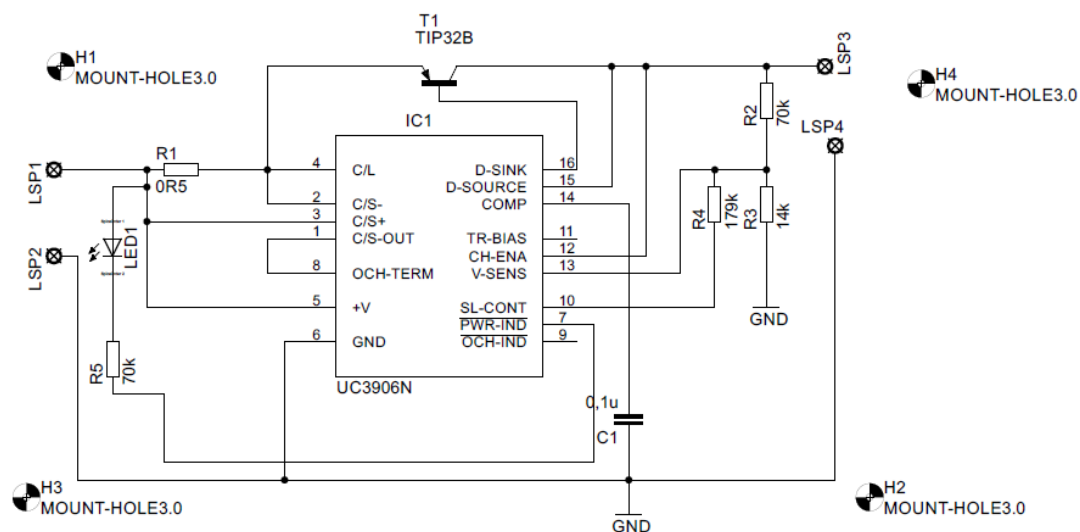 T1
TIP32B
H1
MOUNT-HOLE3.0
LSP3
H4
MOUNT-HOLE3.0
R2
70k
LSP4
IC1
LSP1
R1
0R5
4
C/L
D-SINK
16
D-SOURCE
15
2
C/S-
COMP
14
3
C/S+
1
C/S-OUT
TR-BIAS
11
CH-ENA
12
8
OCH-TERM
V-SENS
13
5
+V
SL-CONT
10
PWR-IND
7
6
GND
OCH-IND
9
UC3906N
R4
179k
R3
14k
GND
LSP2
LED1
R5
70k
0,1u
C1
H3
MOUNT-HOLE3.0
GND
H2
MOUNT-HOLE3.0